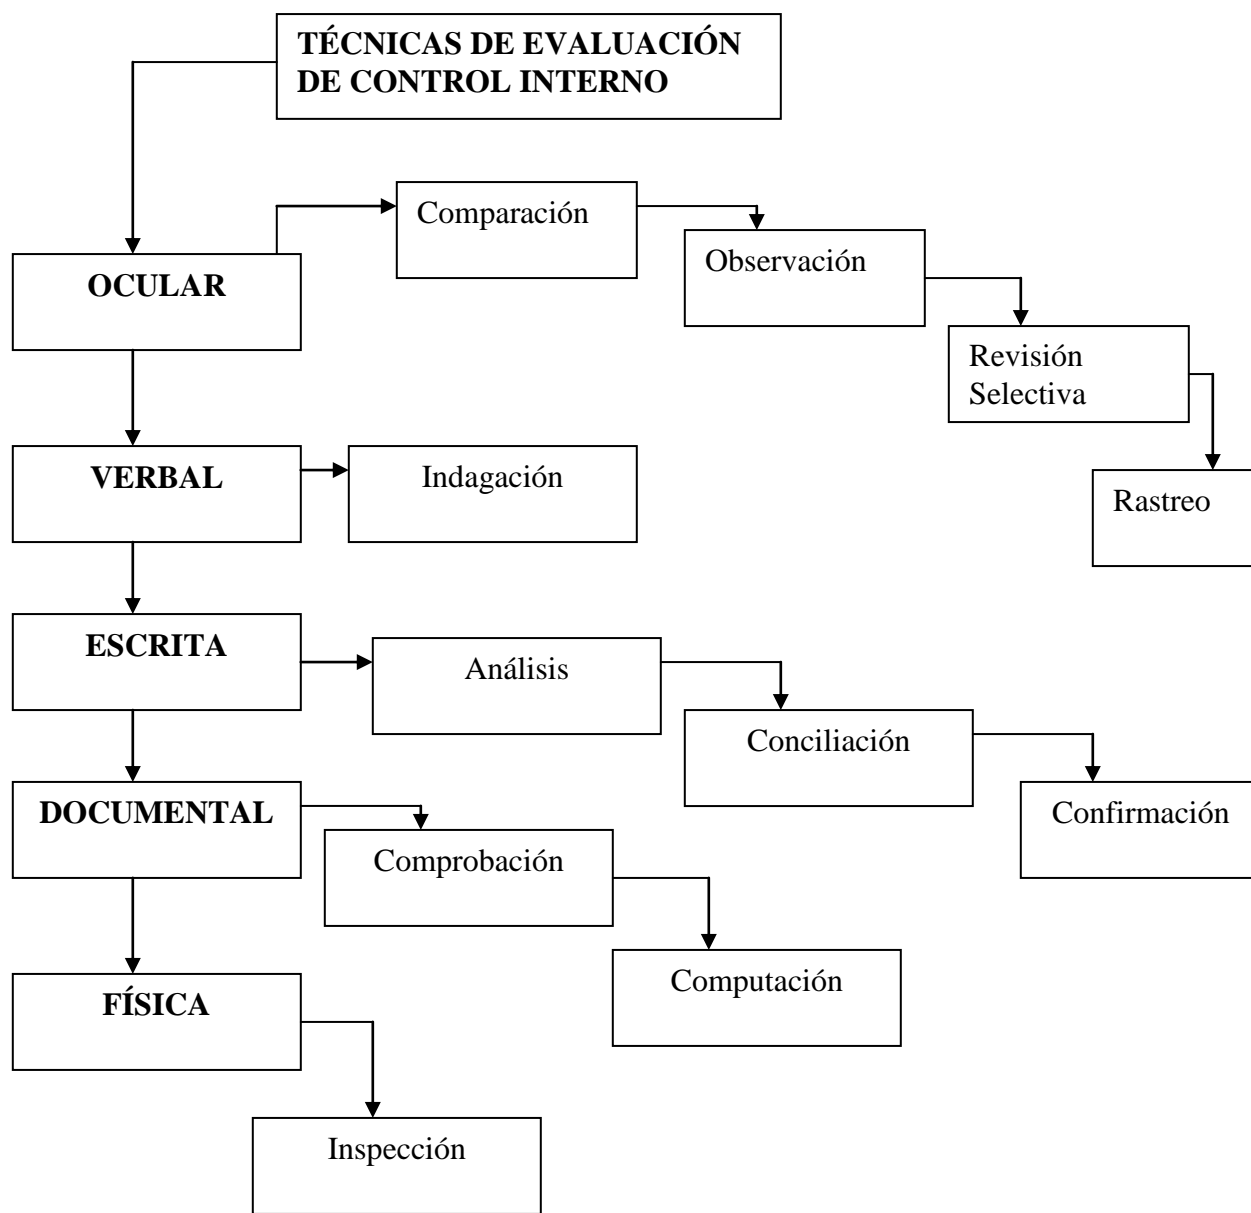 TÉCNICAS DE EVALUACIÓN
DE CONTROL INTERNO
Comparación
Observación
OCULAR
Revisión
Selectiva
VERBAL
Indagación
Rastreo
ESCRITA
Análisis
Conciliación
DOCUMENTAL
Confirmación
Comprobación
Computación
FÍSICA
Inspección